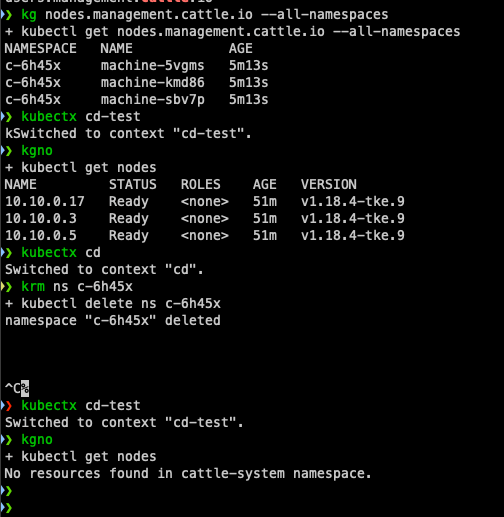 ❯ kg nodes.management.cattle.io --all-namespaces
+ kubectl get nodes.management.cattle.io --all-namespaces
NAMESPACE   NAME            AGE
c-6h45x     machine-5vgms   5m13s
c-6h45x     machine-kmd86   5m13s
c-6h45x     machine-sbv7p   5m13s
❯ kubectx cd-test
kSwitched to context "cd-test".
❯ kgno
+ kubectl get nodes
NAME         STATUS   ROLES    AGE   VERSION
10.10.0.17   Ready    <none>   51m   v1.18.4-tke.9
10.10.0.3    Ready    <none>   51m   v1.18.4-tke.9
10.10.0.5    Ready    <none>   51m   v1.18.4-tke.9
❯ kubectx cd
Switched to context "cd".
❯ krm ns c-6h45x
+ kubectl delete ns c-6h45x
namespace "c-6h45x" deleted
^C%
❯ kubectx cd-test
Switched to context "cd-test".
❯ kgno
+ kubectl get nodes
No resources found in cattle-system namespace.
❯
❯